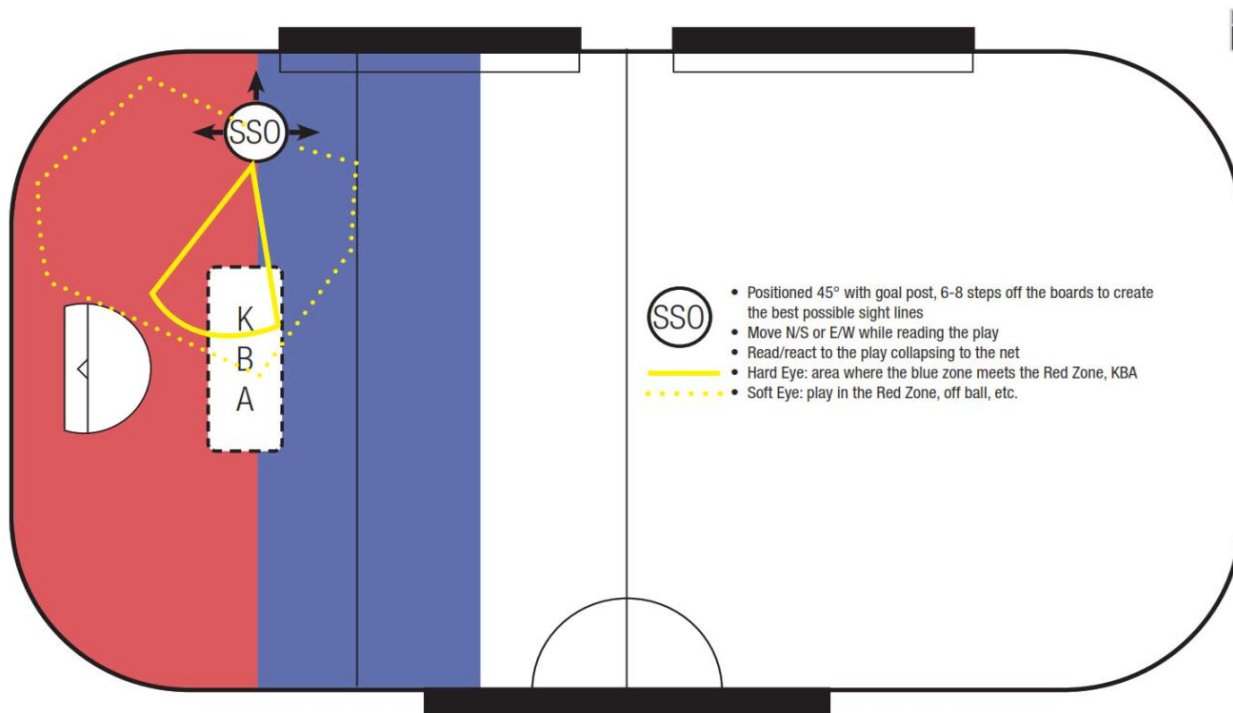 SSO
K
B
A
SSO
• Positioned 45° with goal post, 6-8 steps off the boards to create
the best possible sight lines
• Move N/S or E/W while reading the play
• Read/react to the play collapsing to the net
• Hard Eye: area where the blue zone meets the Red Zone, KBA
• Soft Eye: play in the Red Zone, off ball, etc.